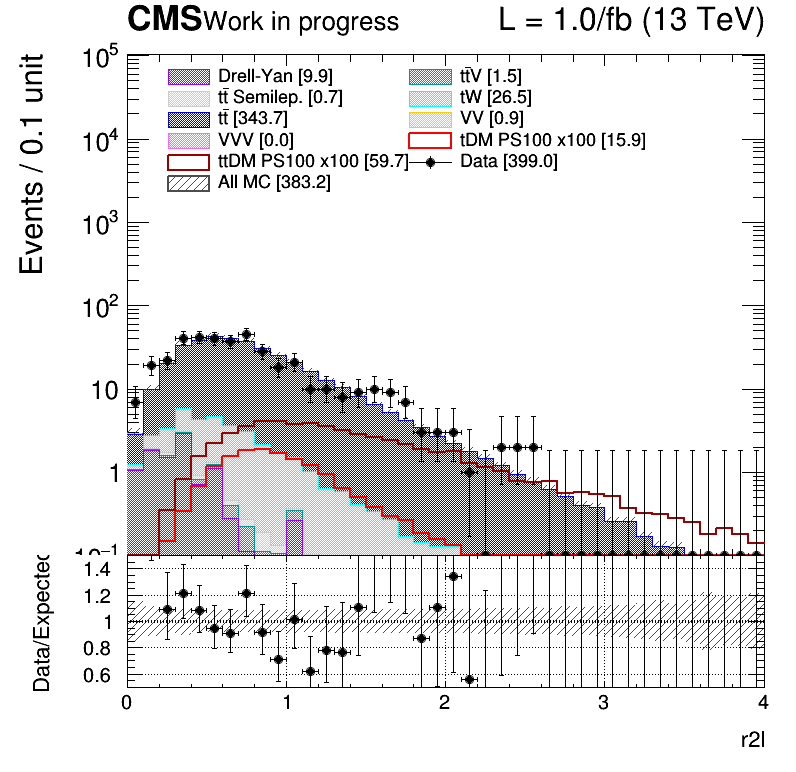 CMS Work in progress L = 1.0/fb (13 TeV)
Events / 0.1 unit
10⁵
10⁴
10³
10²
10
1
10⁻¹
Drell-Yan [9.9] tt̄V [1.5]
tt̄ Semilep. [0.7] tW [26.5]
tt̄ [343.7] VV [0.9]
VVV [0.0] tDM PS100 x100 [15.9]
ttDM PS100 x100 [59.7] Data [399.0]
All MC [383.2]
Data/Expected
1.4
1.2
1
0.8
0.6
0 1 2 3 4
r2l